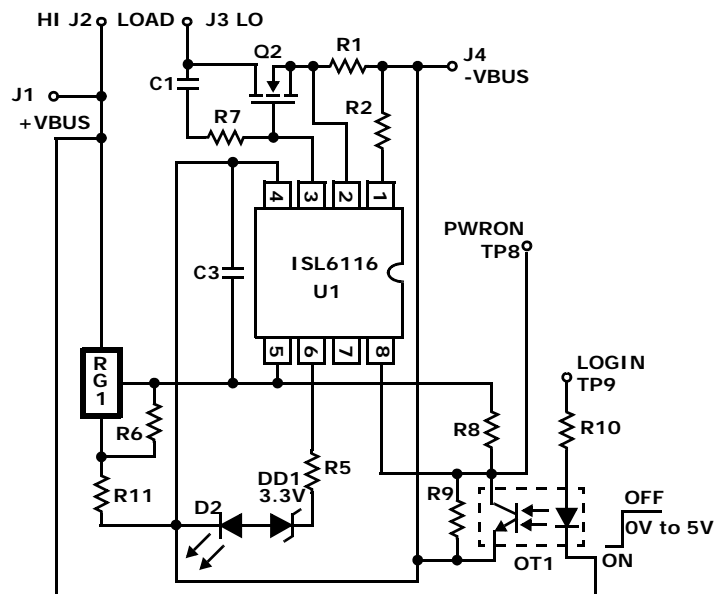 HI J2 LOAD J3 LO
Q2
R1
J4
-VBUS
J1
+VBUS
C1
R7
R2
4 3 2 1
PWRON
TP8
ISL6116
U1
C3
5 6 7 8
RG1
LOGIN
TP9
R6
R8
R10
R11
D2
DD1
3.3V
R5
R9
OFF
0V to 5V
ON
OT1